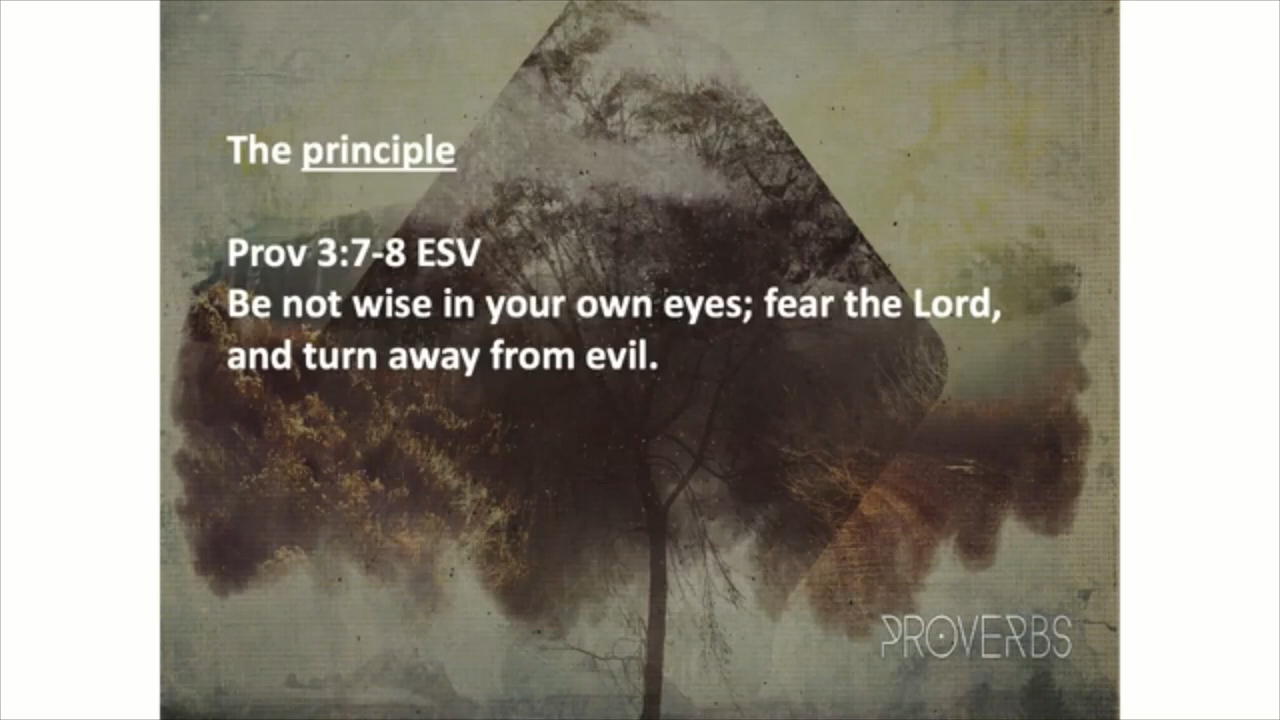 The principle
Prov 3:7-8 ESV
Be not wise in your own eyes; fear the Lord,
and turn away from evil.
PROVERBS